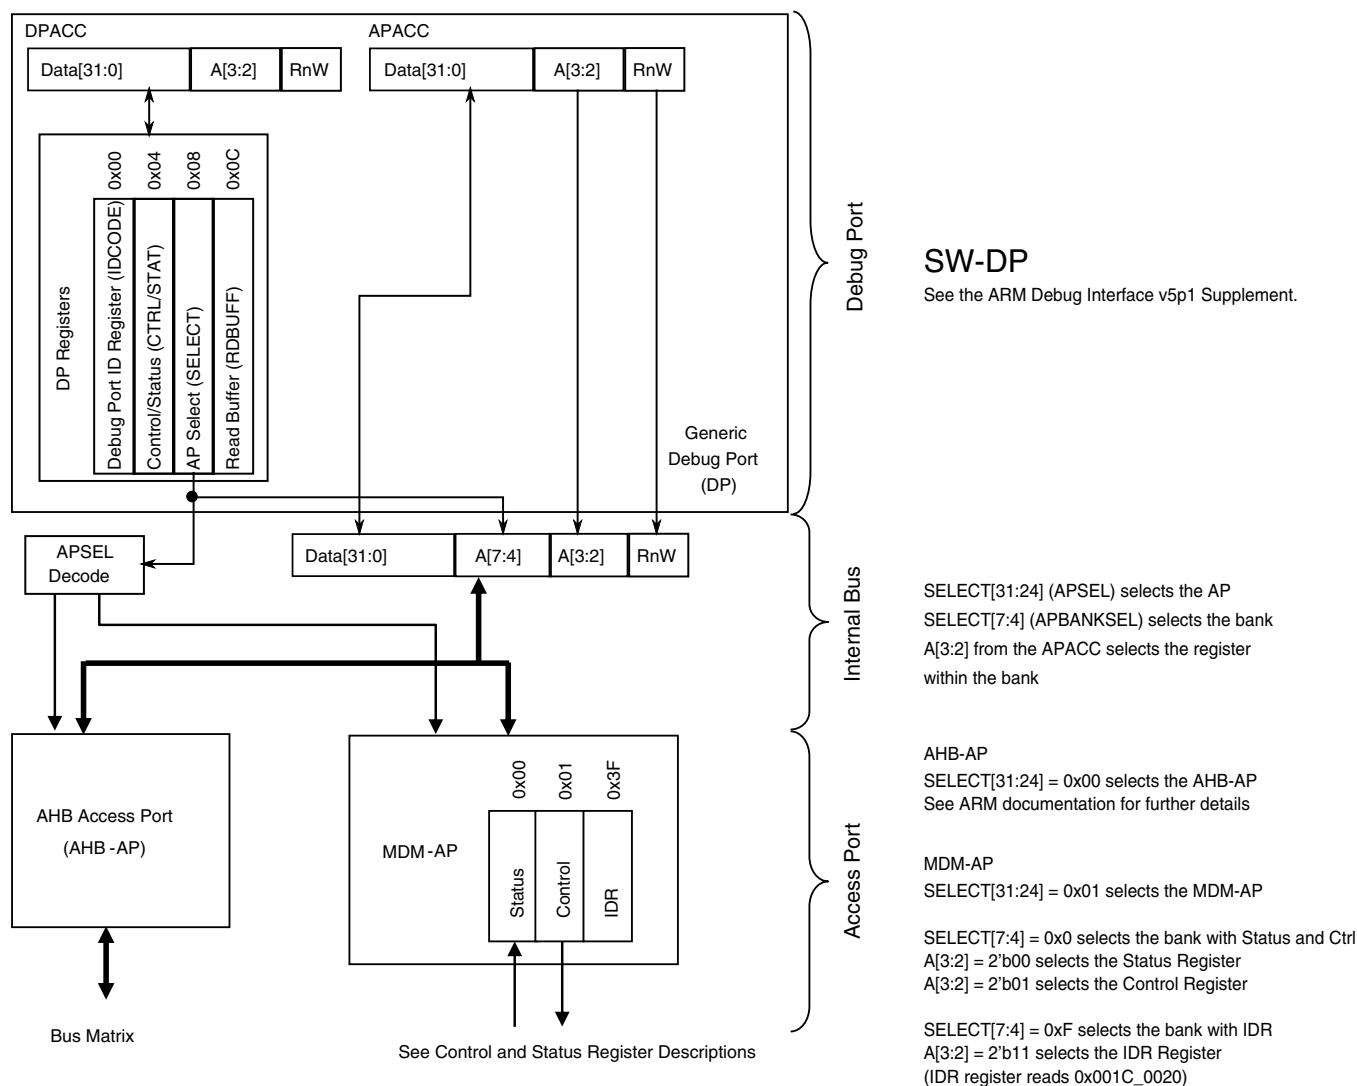 DPACC
APACC
Data[31:0]
A[3:2]
RnW
Data[31:0]
A[3:2]
RnW
0x00
0x04
0x08
0x0C
DP Registers
Debug Port ID Register (IDCODE)
Control/Status (CTRL/STAT)
AP Select (SELECT)
Read Buffer (RDBUFF)
Generic
Debug Port
(DP)
Debug Port
SW-DP
See the ARM Debug Interface v5p1 Supplement.
APSEL
Decode
Data[31:0]
A[7:4]
A[3:2]
RnW
Internal Bus
SELECT[31:24] (APSEL) selects the AP
SELECT[7:4] (APBANKSEL) selects the bank
A[3:2] from the APACC selects the register
within the bank
AHB Access Port
(AHB -AP)
Bus Matrix
MDM-AP
0x00
0x01
0x3F
Status
Control
IDR
See Control and Status Register Descriptions
Access Port
AHB-AP
SELECT[31:24] = 0x00 selects the AHB-AP
See ARM documentation for further details
MDM-AP
SELECT[31:24] = 0x01 selects the MDM-AP
SELECT[7:4] = 0x0 selects the bank with Status and Ctrl
A[3:2] = 2'b00 selects the Status Register
A[3:2] = 2'b01 selects the Control Register
SELECT[7:4] = 0xF selects the bank with IDR
A[3:2] = 2'b11 selects the IDR Register
(IDR register reads 0x001C_0020)